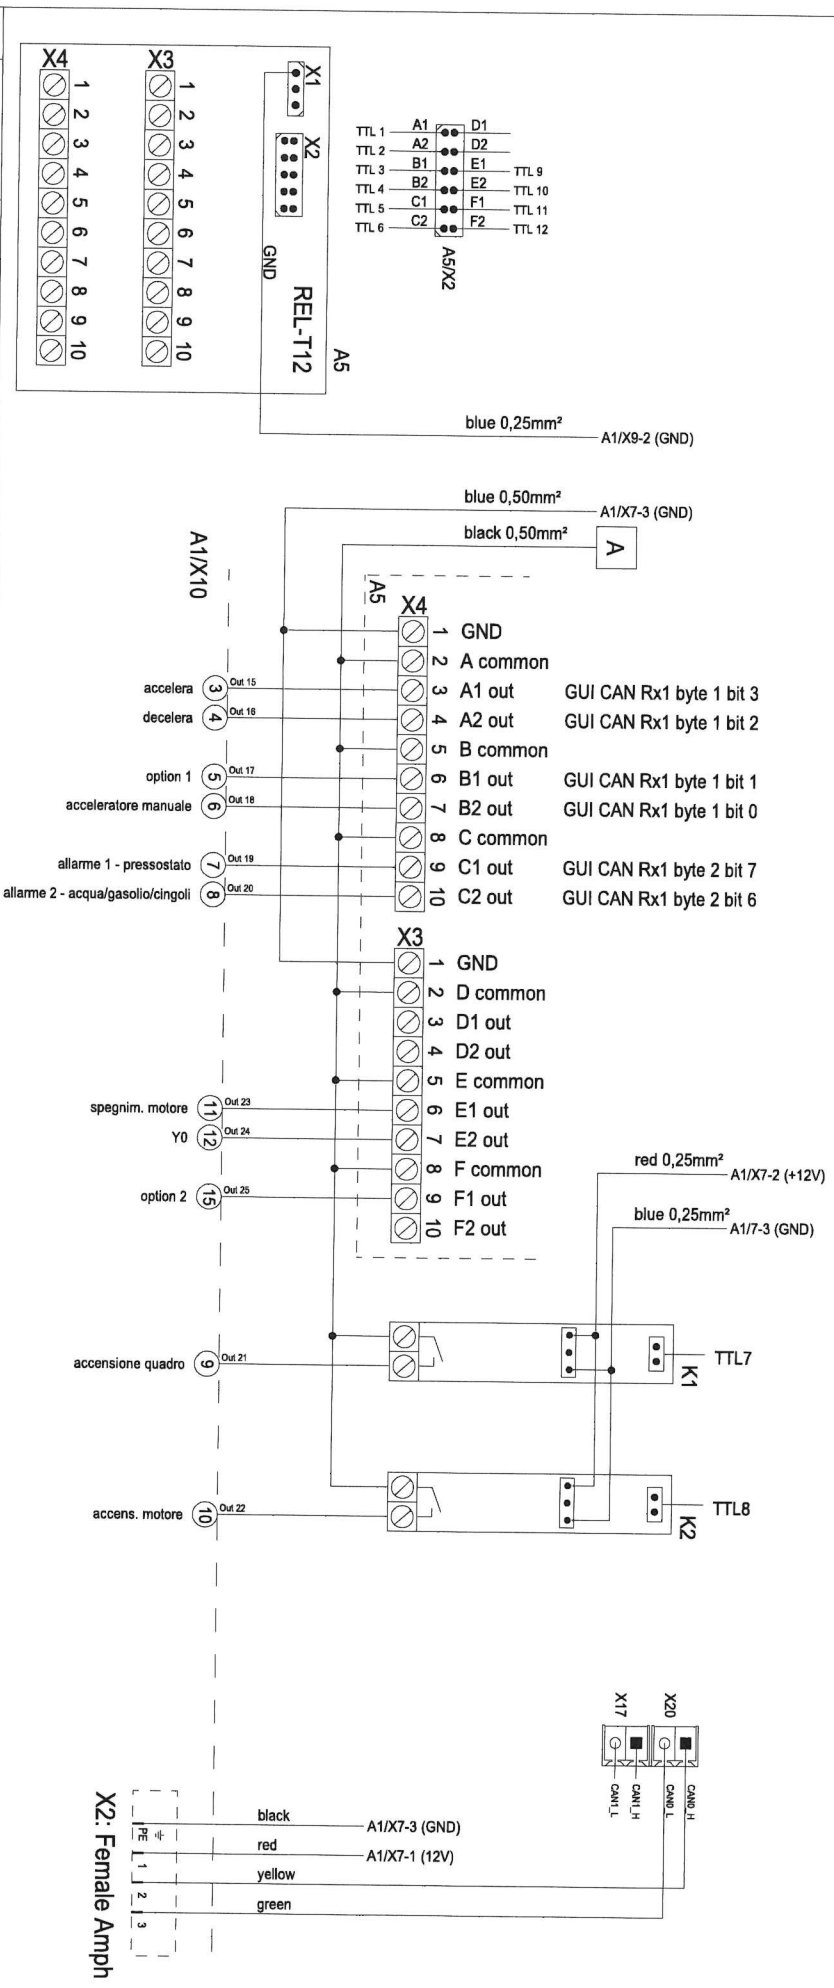 X4
1
2
3
4
5
6
7
8
9
10
X3
1
2
3
4
5
6
7
8
9
10
X1
X2
GND
REL-T12
A5
TTL 1 A1 D1
TTL 2 A2 D2
TTL 3 B1 E1 TTL 9
TTL 4 B2 E2 TTL 10
TTL 5 C1 F1 TTL 11
TTL 6 C2 F2 TTL 12
A5/X2
blue 0,25mm² A1/X9-2 (GND)
blue 0,50mm² A1/X7-3 (GND)
black 0,50mm² A
A1/X10
A5
X4
1 GND
2 A common
accelera 3 Out 15 3 A1 out GUI CAN Rx1 byte 1 bit 3
decelera 4 Out 16 4 A2 out GUI CAN Rx1 byte 1 bit 2
5 B common
option 1 5 Out 17 6 B1 out GUI CAN Rx1 byte 1 bit 1
acceleratore manuale 6 Out 18 7 B2 out GUI CAN Rx1 byte 1 bit 0
8 C common
allarme 1 - pressostato 7 Out 19 9 C1 out GUI CAN Rx1 byte 2 bit 7
allarme 2 - acqua/gasolio/cingoli 8 Out 20 10 C2 out GUI CAN Rx1 byte 2 bit 6
X3
1 GND
2 D common
3 D1 out
4 D2 out
5 E common
spegnim. motore 11 Out 23 6 E1 out
Y0 12 Out 24 7 E2 out
8 F common
option 2 15 Out 25 9 F1 out
10 F2 out
red 0,25mm² A1/X7-2 (+12V)
blue 0,25mm² A1/7-3 (GND)
accensione quadro 9 Out 21
K1 TTL7
accens. motore 10 Out 22
K2 TTL8
X17 X20
CAN1_L CAN1_H CAN0_L CAN0_H
black A1/X7-3 (GND)
red A1/X7-1 (12V)
yellow
green
PE 1 2 3
X2: Female Amph